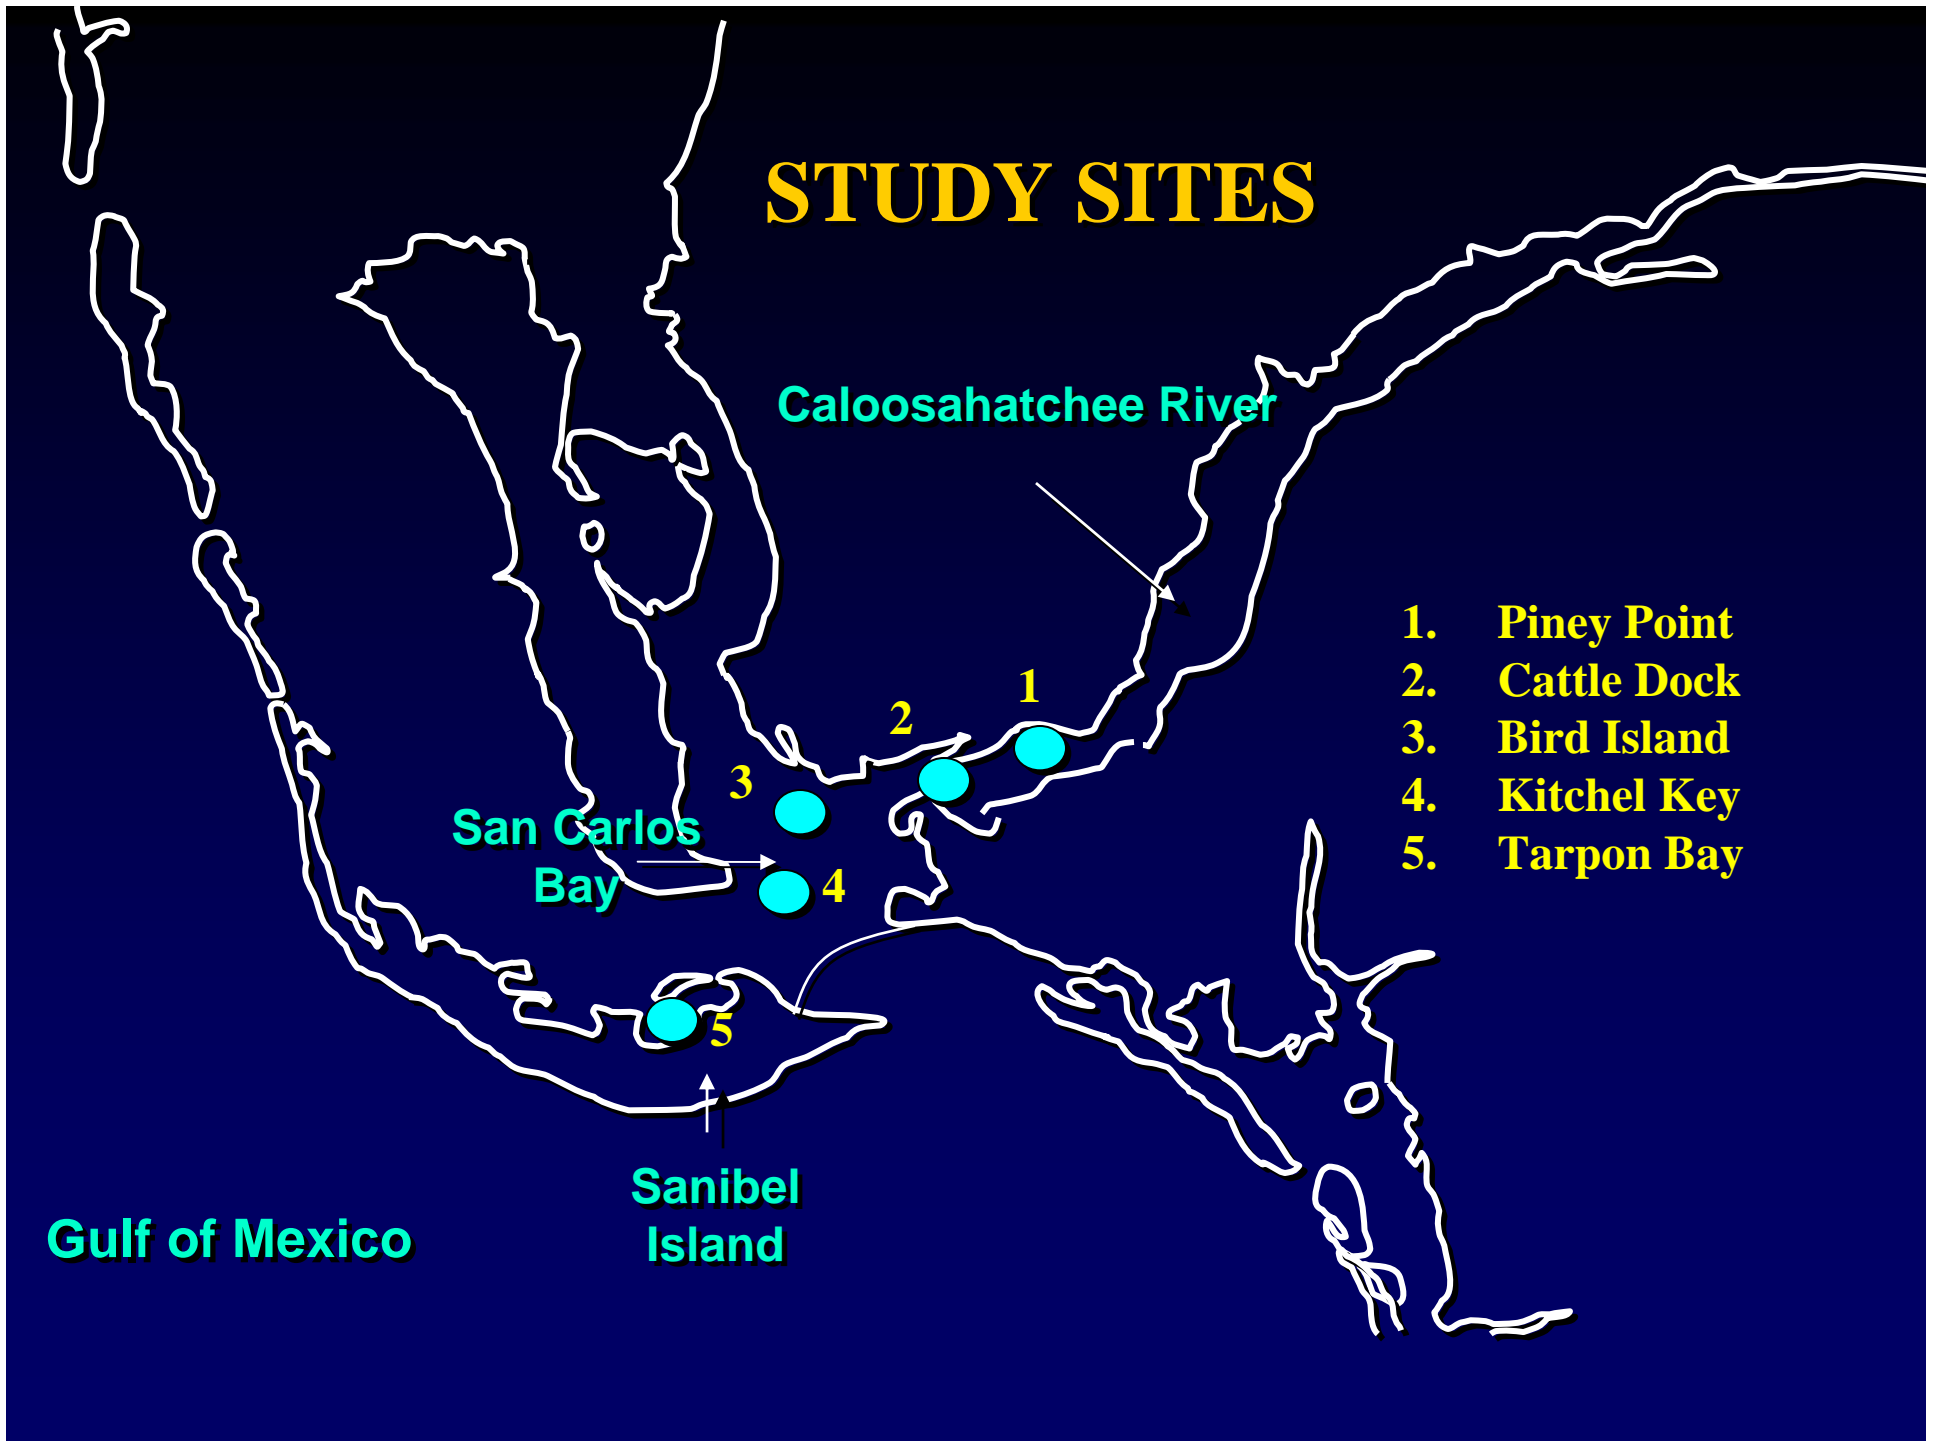 STUDY SITES
Caloosahatchee River
1. Piney Point
2. Cattle Dock
3. Bird Island
4. Kitchel Key
5. Tarpon Bay
1
2
3
San Carlos
Bay
4
5
Sanibel
Island
Gulf of Mexico